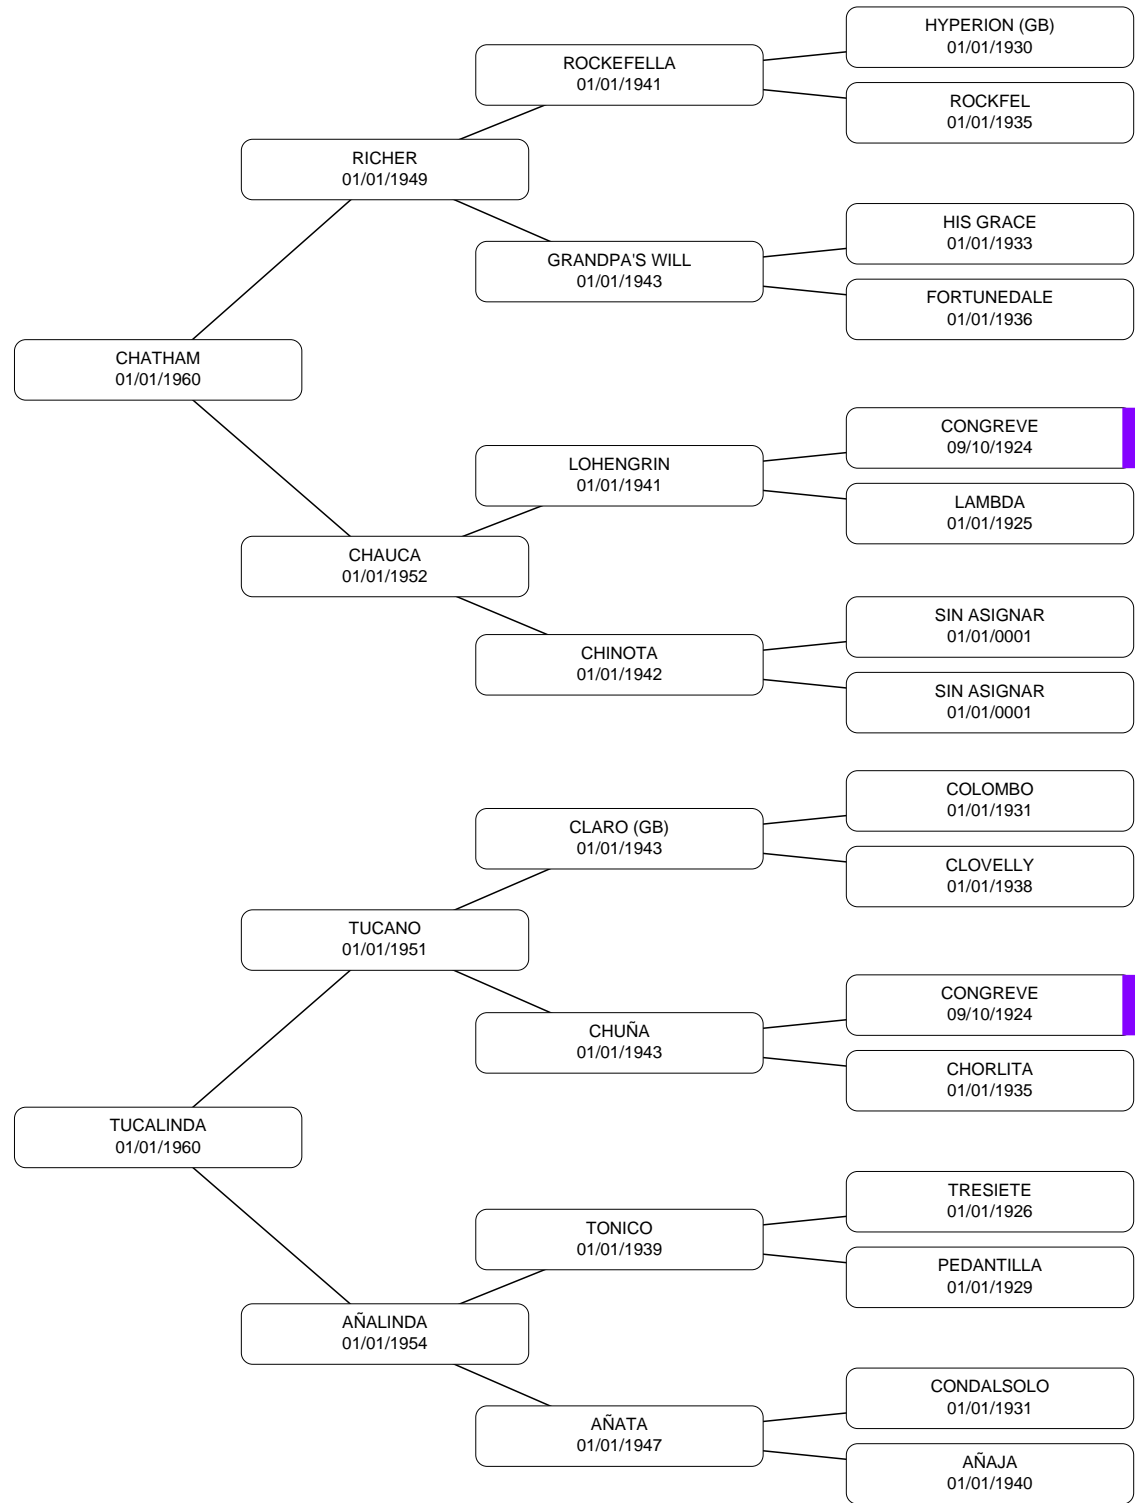 HYPERION (GB)
01/01/1930
ROCKEFELLA
01/01/1941
ROCKFEL
01/01/1935
RICHER
01/01/1949
HIS GRACE
01/01/1933
GRANDPA'S WILL
01/01/1943
FORTUNEDALE
01/01/1936
CHATHAM
01/01/1960
CONGREVE
09/10/1924
LOHENGRIN
01/01/1941
LAMBDA
01/01/1925
CHAUCA
01/01/1952
SIN ASIGNAR
01/01/0001
CHINOTA
01/01/1942
SIN ASIGNAR
01/01/0001
COLOMBO
01/01/1931
CLARO (GB)
01/01/1943
CLOVELLY
01/01/1938
TUCANO
01/01/1951
CONGREVE
09/10/1924
CHUÑA
01/01/1943
CHORLITA
01/01/1935
TUCALINDA
01/01/1960
TRESIETE
01/01/1926
TONICO
01/01/1939
PEDANTILLA
01/01/1929
AÑALINDA
01/01/1954
CONDALSOLO
01/01/1931
AÑATA
01/01/1947
AÑAJA
01/01/1940